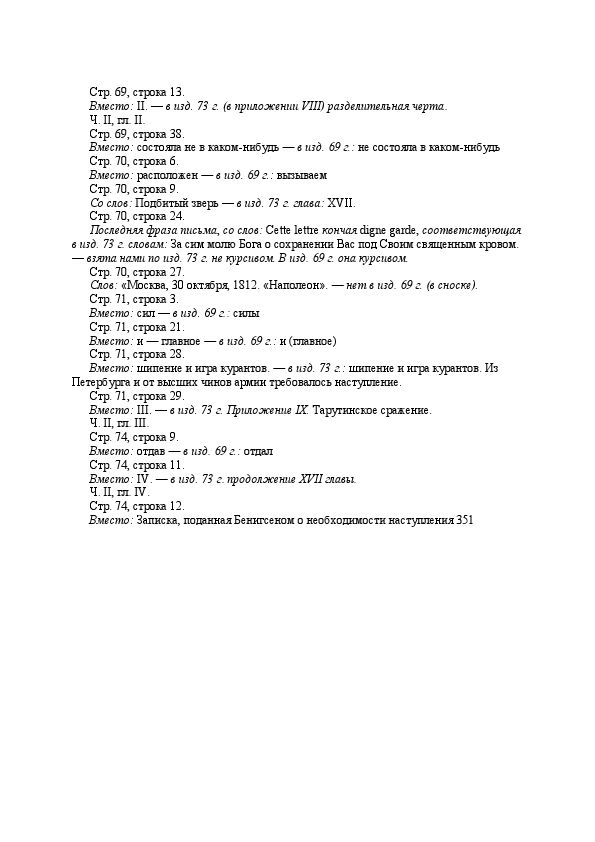 Стр. 69, строка 13.
Вместо: II. — в изд. 73 г. (в приложении VIII) разделительная черта.
Ч. II, гл. II.
Стр. 69, строка 38.
Вместо: состояла не в каком-нибудь — в изд. 69 г.: не состояла в каком-нибудь
Стр. 70, строка 6.
Вместо: расположен — в изд. 69 г.: вызываем
Стр. 70, строка 9.
Со слов: Подбитый зверь — в изд. 73 г. глава: XVII.
Стр. 70, строка 24.
Последняя фраза письма, со слов: Cette lettre кончая digne garde, соответствующая
в изд. 73 г. словам: За сим молю Бога о сохранении Вас под Своим священным кровом.
— взята нами по изд. 73 г. не курсивом. В изд. 69 г. она курсивом.
Стр. 70, строка 27.
Слов: «Москва, 30 октября, 1812. «Наполеон». — нет в изд. 69 г. (в сноске).
Стр. 71, строка 3.
Вместо: сил — в изд. 69 г.: силы
Стр. 71, строка 21.
Вместо: и — главное — в изд. 69 г.: и (главное)
Стр. 71, строка 28.
Вместо: шипение и игра курантов. — в изд. 73 г.: шипение и игра курантов. Из
Петербурга и от высших чинов армии требовалось наступление.
Стр. 71, строка 29.
Вместо: III. — в изд. 73 г. Приложение IX. Тарутинское сражение.
Ч. II, гл. III.
Стр. 74, строка 9.
Вместо: отдав — в изд. 69 г.: отдал
Стр. 74, строка 11.
Вместо: IV. — в изд. 73 г. продолжение XVII главы.
Ч. II, гл. IV.
Стр. 74, строка 12.
Вместо: Записка, поданная Бенигсеном о необходимости наступления 351